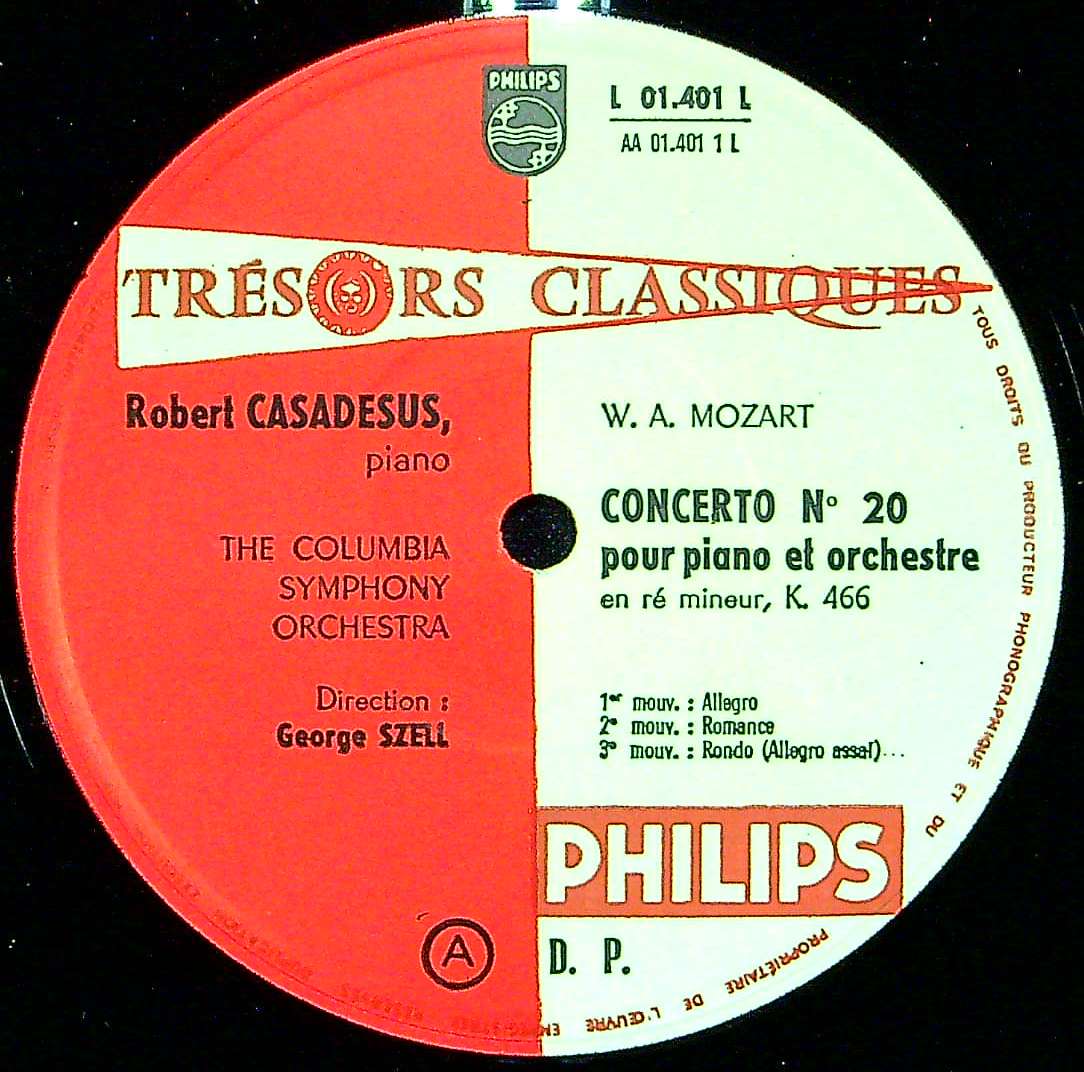 PHILIPS
L 01.401 L
AA 01.401 1 L
TRÉSORS CLASSIQUES
Robert CASADESUS,
piano
THE COLUMBIA
SYMPHONY
ORCHESTRA
Direction :
George SZELL
W. A. MOZART
CONCERTO No 20
pour piano et orchestre
en ré mineur, K. 466
1er mouv. : Allegro
2e mouv. : Romance
3e mouv. : Rondo (Allegro assaï)...
PHILIPS
A
D. P.
TOUS DROITS DU PRODUCTEUR PHONOGRAPHIQUE ET DU PROPRIÉTAIRE DE L'ŒUVRE